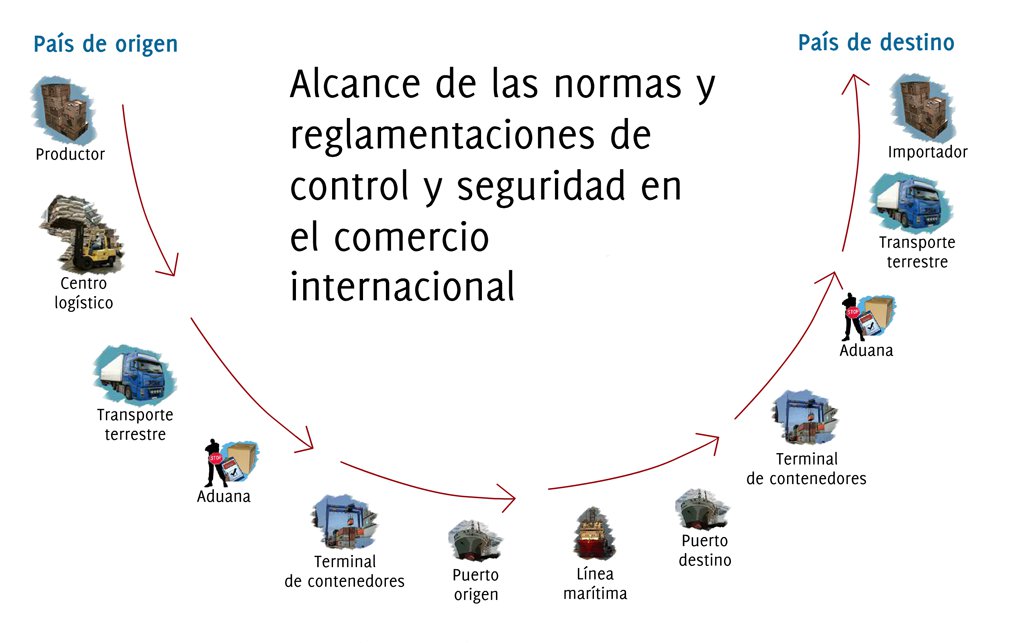 País de origen
País de destino
Alcance de las normas y
reglamentaciones de
control y seguridad en
el comercio
internacional
Productor
Centro
logístico
Transporte
terrestre
STOP
Aduana
Terminal
de contenedores
Puerto
origen
Línea
marítima
Puerto
destino
Terminal
de contenedores
STOP
Aduana
Transporte
terrestre
Importador